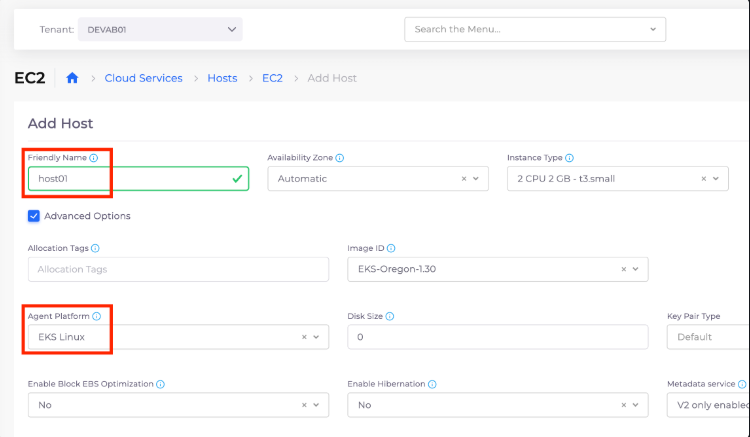 Tenant: DEVAB01 Search the Menu...
EC2 > Cloud Services > Hosts > EC2 > Add Host
Add Host
Friendly Name Availability Zone Instance Type
host01 Automatic 2 CPU 2 GB - t3.small
Advanced Options
Allocation Tags Image ID
Allocation Tags EKS-Oregon-1.30
Agent Platform Disk Size Key Pair Type
EKS Linux 0 Default
Enable Block EBS Optimization Enable Hibernation Metadata service
No No V2 only enabled